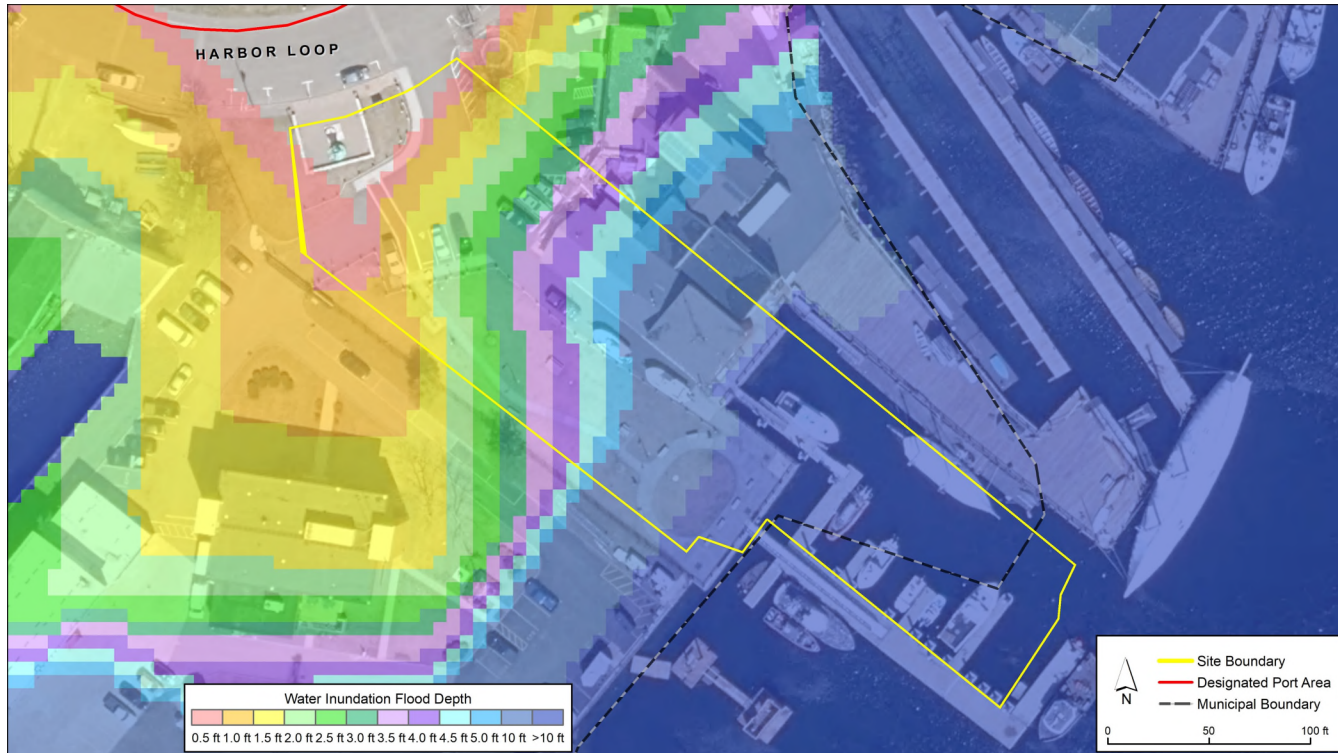 HARBOR LOOP
Water Inundation Flood Depth
0.5 ft 1.0 ft 1.5 ft 2.0 ft 2.5 ft 3.0 ft 3.5 ft 4.0 ft 4.5 ft 5.0 ft 10 ft >10 ft
Site Boundary
Designated Port Area
Municipal Boundary
N
0 50 100 ft